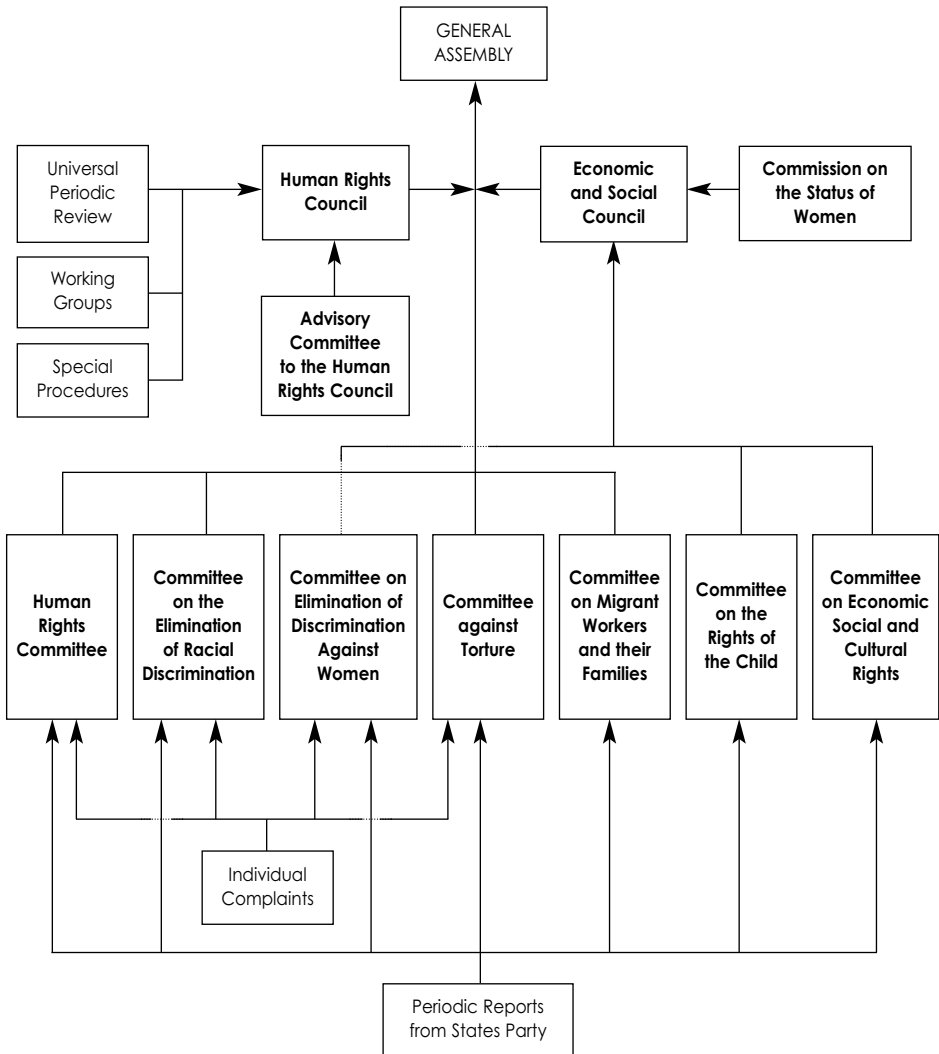 GENERAL
ASSEMBLY
Universal
Periodic
Review
Human Rights
Council
Economic
and Social
Council
Commission on
the Status of
Women
Working
Groups
Special
Procedures
Advisory
Committee
to the Human
Rights Council
Human
Rights
Committee
Committee
on the
Elimination
of Racial
Discrimination
Committee on
Elimination of
Discrimination
Against
Women
Committee
against
Torture
Committee
on Migrant
Workers
and their
Families
Committee
on the
Rights of
the Child
Committee
on Economic
Social and
Cultural
Rights
Individual
Complaints
Periodic Reports
from States Party